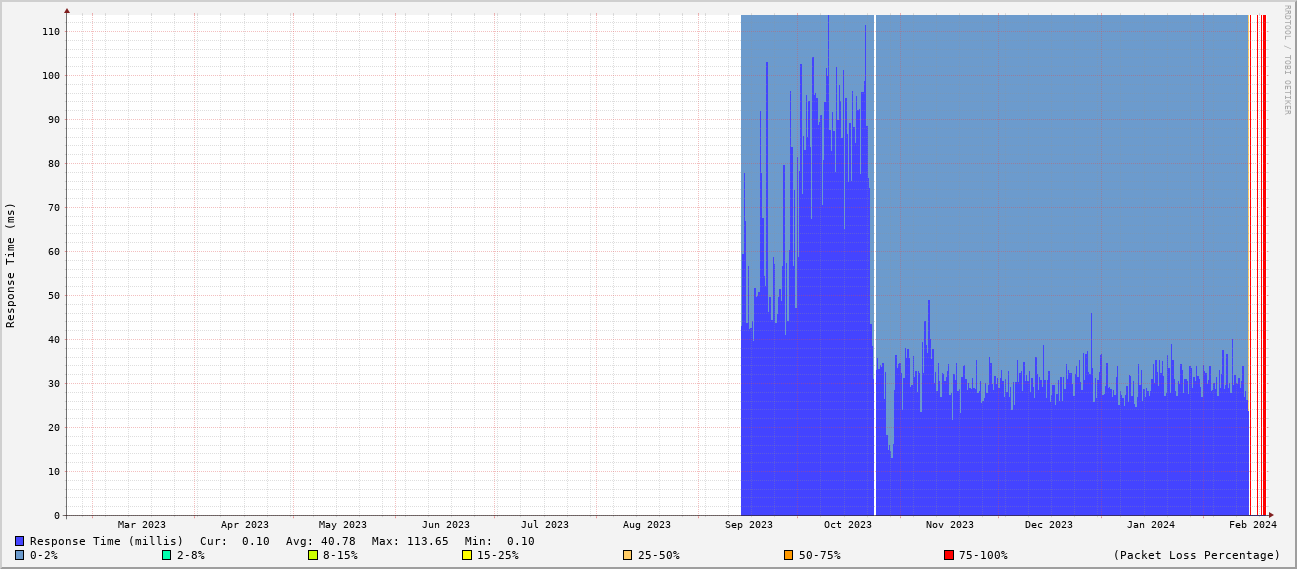 RRDTOOL / TOBI OETIKER
Response Time (ms)
110
100
90
80
70
60
50
40
30
20
10
0
Mar 2023 Apr 2023 May 2023 Jun 2023 Jul 2023 Aug 2023 Sep 2023 Oct 2023 Nov 2023 Dec 2023 Jan 2024 Feb 2024
Response Time (millis) Cur: 0.10 Avg: 40.78 Max: 113.65 Min: 0.10
0-2% 2-8% 8-15% 15-25% 25-50% 50-75% 75-100% (Packet Loss Percentage)